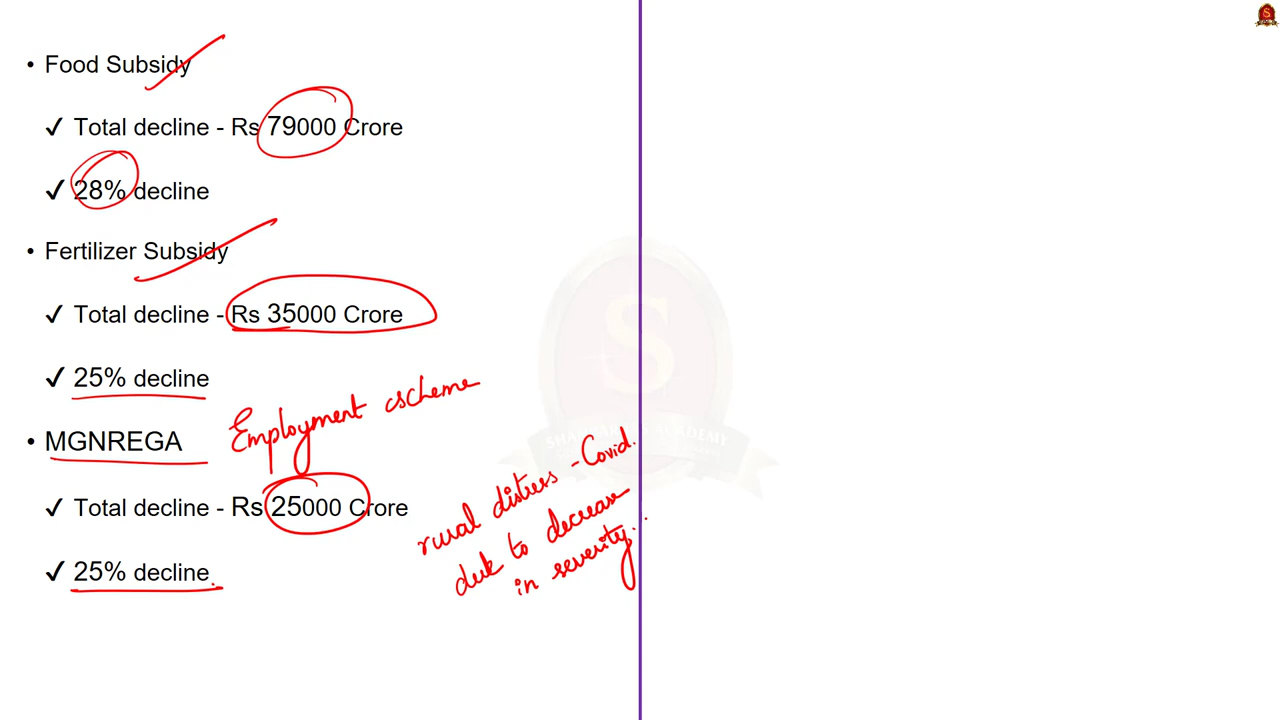 • Food Subsidy
✓ Total decline - Rs 79000 Crore
✓ 28% decline
• Fertilizer Subsidy
✓ Total decline - Rs 35000 Crore
✓ 25% decline
• MGNREGA
Employment scheme
✓ Total decline - Rs 25000 Crore
✓ 25% decline
rural distress - Covid.
due to decrease
in severity..
S
ACADEMY